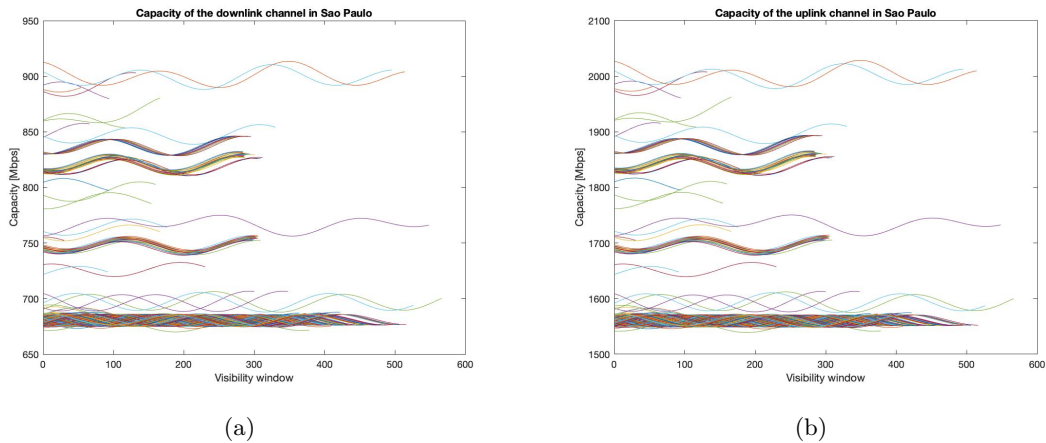 Capacity of the downlink channel in Sao Paulo
950
900
850
800
750
700
650
Capacity [Mbps]
0 100 200 300 400 500 600
Visibility window
(a)
Capacity of the uplink channel in Sao Paulo
2100
2000
1900
1800
1700
1600
1500
Capacity [Mbps]
0 100 200 300 400 500 600
Visibility window
(b)